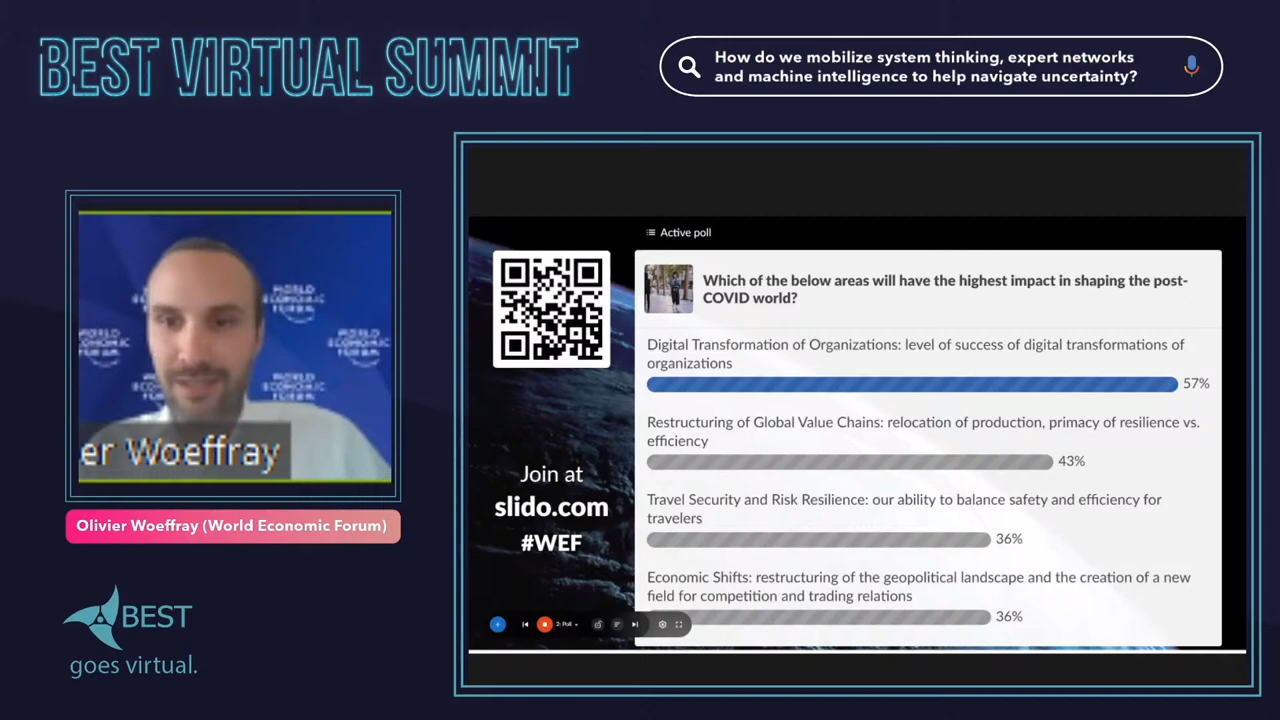 BEST VIRTUAL SUMMIT
How do we mobilize system thinking, expert networks
and machine intelligence to help navigate uncertainty?
WORLD
ECONOMIC
FORUM
er Woeffray
Olivier Woeffray (World Economic Forum)
BEST
goes virtual.
Active poll
Which of the below areas will have the highest impact in shaping the post-
COVID world?
Digital Transformation of Organizations: level of success of digital transformations of
organizations
57%
Restructuring of Global Value Chains: relocation of production, primacy of resilience vs.
efficiency
43%
Travel Security and Risk Resilience: our ability to balance safety and efficiency for
travelers
36%
Economic Shifts: restructuring of the geopolitical landscape and the creation of a new
field for competition and trading relations
36%
Join at
slido.com
#WEF
2: Poll